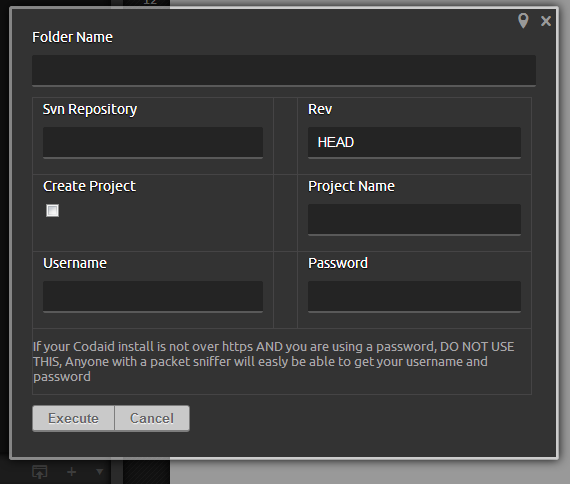 12
Folder Name
Svn Repository
Rev
HEAD
Create Project
Project Name
Username
Password
If your Codaid install is not over https AND you are using a password, DO NOT USE
THIS, Anyone with a packet sniffer will easly be able to get your username and
password
Execute
Cancel